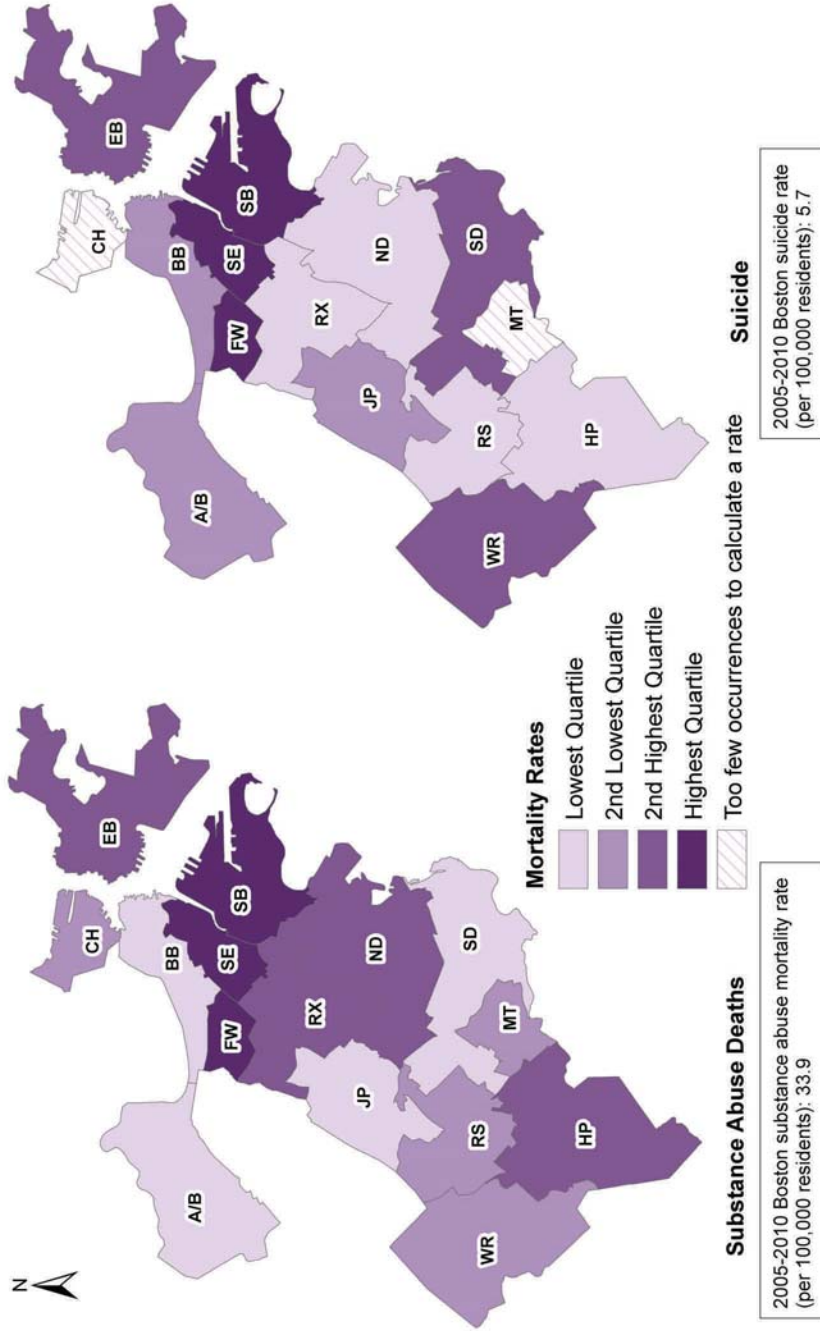 N
EB
CH
BB
SB
SE
FW
A/B
RX
ND
JP
SD
MT
RS
HP
WR
Substance Abuse Deaths
2005-2010 Boston substance abuse mortality rate
(per 100,000 residents): 33.9
Mortality Rates
Lowest Quartile
2nd Lowest Quartile
2nd Highest Quartile
Highest Quartile
Too few occurrences to calculate a rate
EB
CH
BB
SB
SE
FW
A/B
RX
ND
JP
SD
MT
RS
HP
WR
Suicide
2005-2010 Boston suicide rate
(per 100,000 residents): 5.7